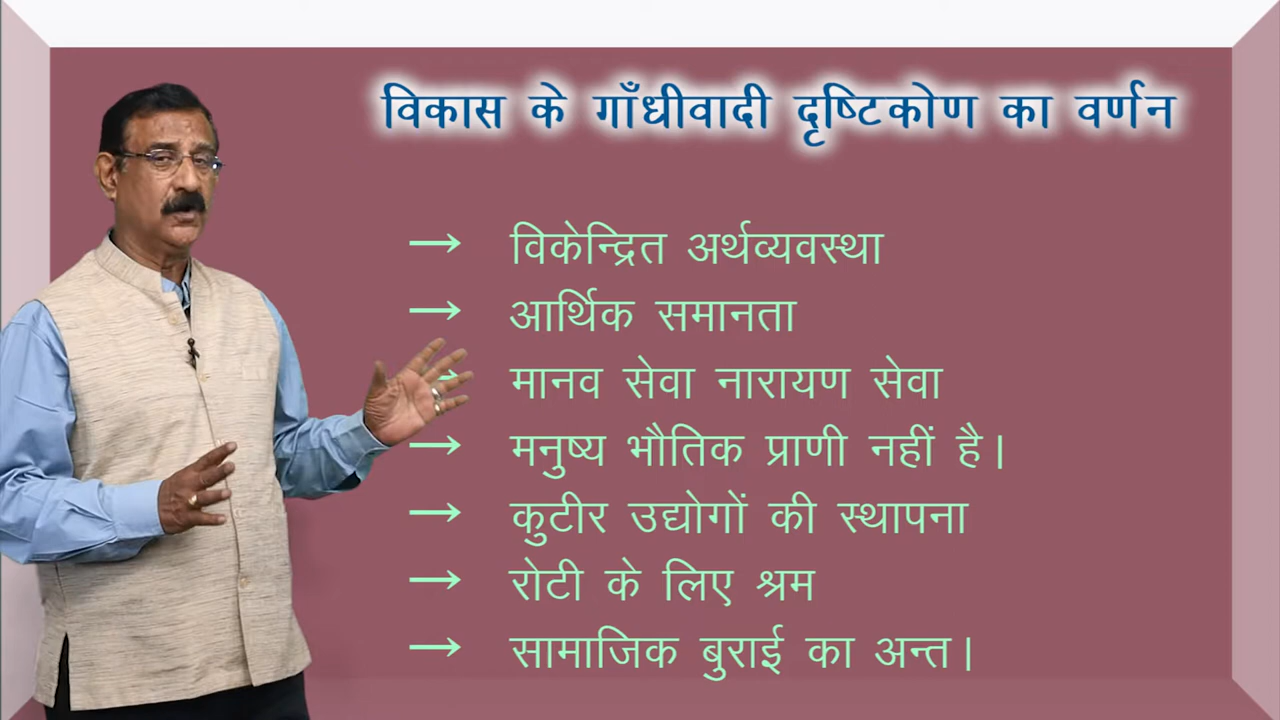 विकास के गाँधीवादी दृष्टिकोण का वर्णन
→ विकेन्द्रित अर्थव्यवस्था
→ आर्थिक समानता
→ मानव सेवा नारायण सेवा
→ मनुष्य भौतिक प्राणी नहीं है।
→ कुटीर उद्योगों की स्थापना
→ रोटी के लिए श्रम
→ सामाजिक बुराई का अन्त।